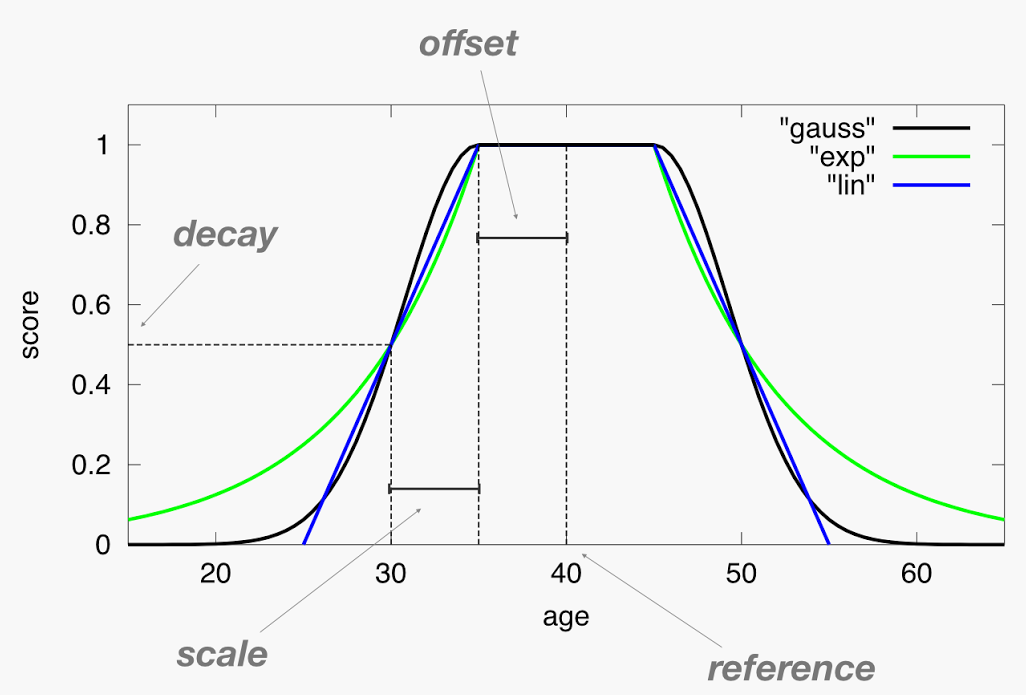 offset
"gauss"
"exp"
"lin"
1
0.8
decay
0.6
score
0.4
0.2
0
20 30 40 50 60
age
scale
reference